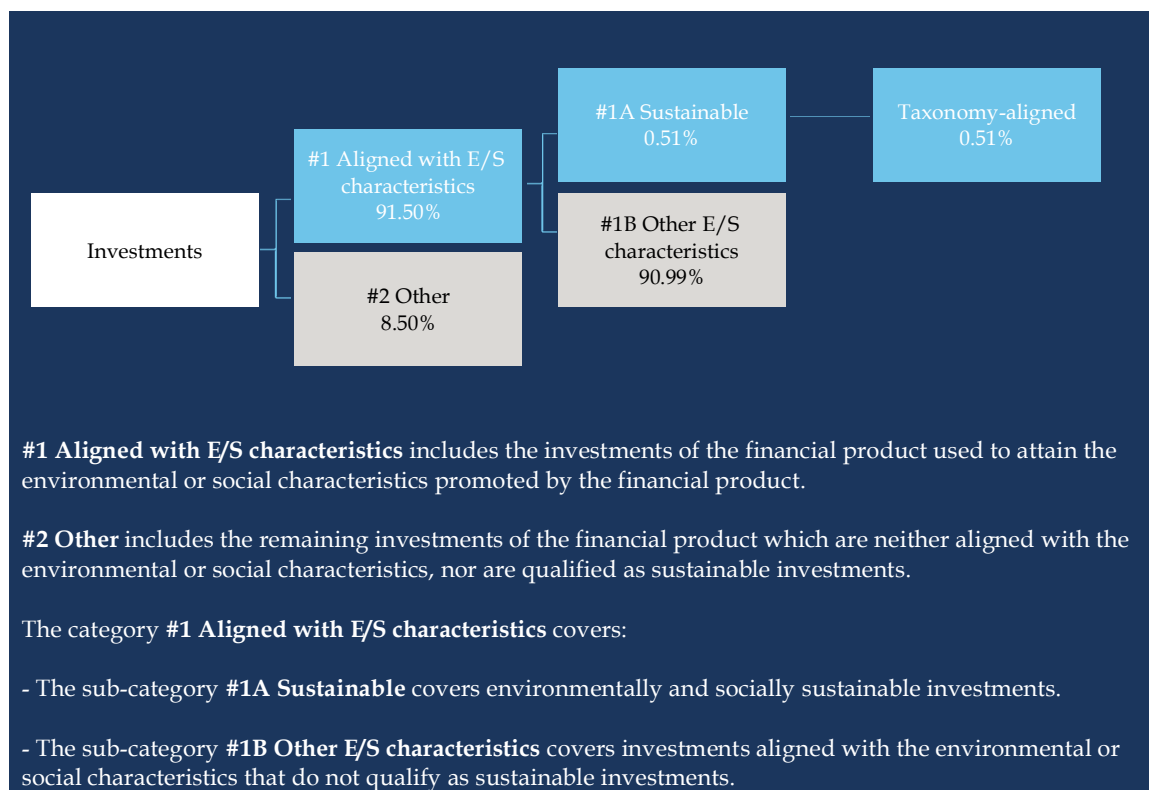 Investments
#1 Aligned with E/S
characteristics
91.50%
#2 Other
8.50%
#1A Sustainable
0.51%
#1B Other E/S
characteristics
90.99%
Taxonomy-aligned
0.51%
#1 Aligned with E/S characteristics includes the investments of the financial product used to attain the
environmental or social characteristics promoted by the financial product.
#2 Other includes the remaining investments of the financial product which are neither aligned with the
environmental or social characteristics, nor are qualified as sustainable investments.
The category #1 Aligned with E/S characteristics covers:
- The sub-category #1A Sustainable covers environmentally and socially sustainable investments.
- The sub-category #1B Other E/S characteristics covers investments aligned with the environmental or
social characteristics that do not qualify as sustainable investments.